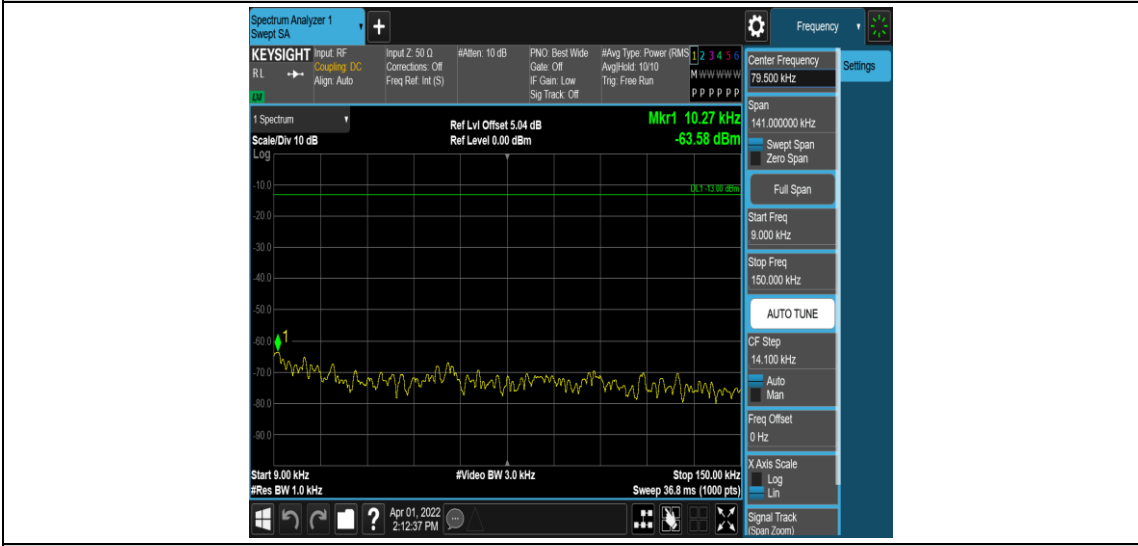 Spectrum Analyzer 1
Swept SA
+
Frequency
KEYSIGHT
RL
Input: RF
Coupling: DC
Align: Auto
Input Z: 50 Ω
Corrections: Off
Freq Ref: Int (S)
#Atten: 10 dB
PNO: Best Wide
Gate: Off
IF Gain: Low
Sig Track: Off
#Avg Type: Power (RMS
Avg|Hold: 10/10
Trig: Free Run
1 2 3 4 5 6
M W W W W W
P P P P P P
1 Spectrum
Scale/Div 10 dB
Log
Ref Lvl Offset 5.04 dB
Ref Level 0.00 dBm
Mkr1 10.27 kHz
-63.58 dBm
DL1 -13.00 dBm
-10.0
-20.0
-30.0
-40.0
-50.0
-60.0
1
-70.0
-80.0
-90.0
Start 9.00 kHz
#Res BW 1.0 kHz
#Video BW 3.0 kHz
Stop 150.00 kHz
Sweep 36.8 ms (1000 pts)
?
Apr 01, 2022
2:12:37 PM
Center Frequency
79.500 kHz
Settings
Span
141.000000 kHz
Swept Span
Zero Span
Full Span
Start Freq
9.000 kHz
Stop Freq
150.000 kHz
AUTO TUNE
CF Step
14.100 kHz
Auto
Man
Freq Offset
0 Hz
X Axis Scale
Log
Lin
Signal Track
(Span Zoom)